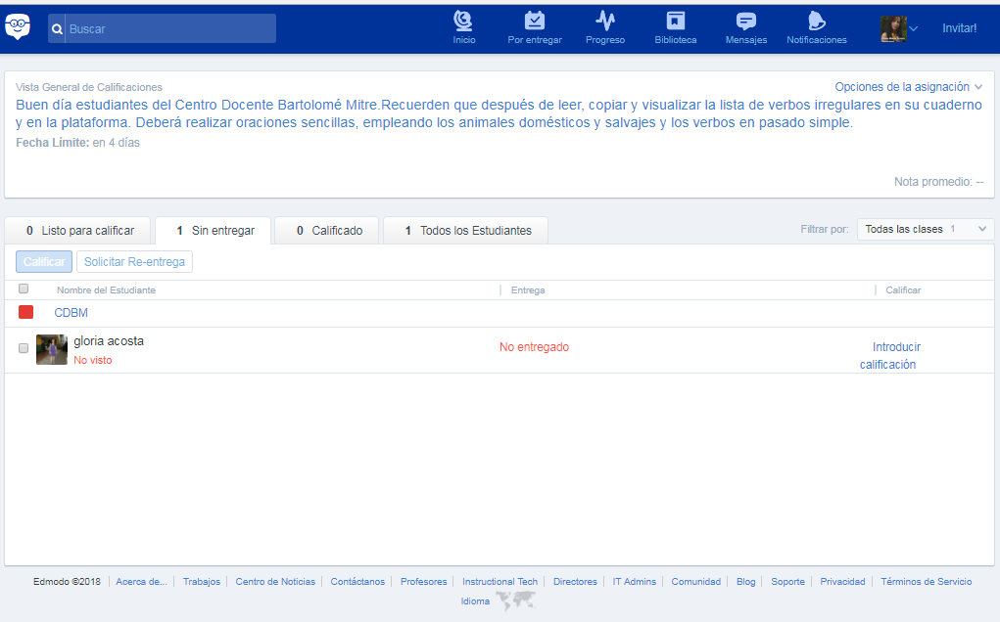 Buscar
Inicio
Por entregar
Progreso
Biblioteca
Mensajes
Notificaciones
Invitar!
Vista General de Calificaciones
Opciones de la asignación
Buen día estudiantes del Centro Docente Bartolomé Mitre.Recuerden que después de leer, copiar y visualizar la lista de verbos irregulares en su cuaderno
y en la plataforma. Deberá realizar oraciones sencillas, empleando los animales domésticos y salvajes y los verbos en pasado simple.
Fecha Límite: en 4 días
Nota promedio: --
0 Listo para calificar
1 Sin entregar
0 Calificado
1 Todos los Estudiantes
Filtrar por:
Todas las clases 1
Calificar
Solicitar Re-entrega
Nombre del Estudiante
Entrega
Calificar
CDBM
gloria acosta
No visto
No entregado
Introducir
calificación
Edmodo ©2018 | Acerca de... | Trabajos | Centro de Noticias | Contáctanos | Profesores | Instructional Tech | Directores | IT Admins | Comunidad | Blog | Soporte | Privacidad | Términos de Servicio
Idioma